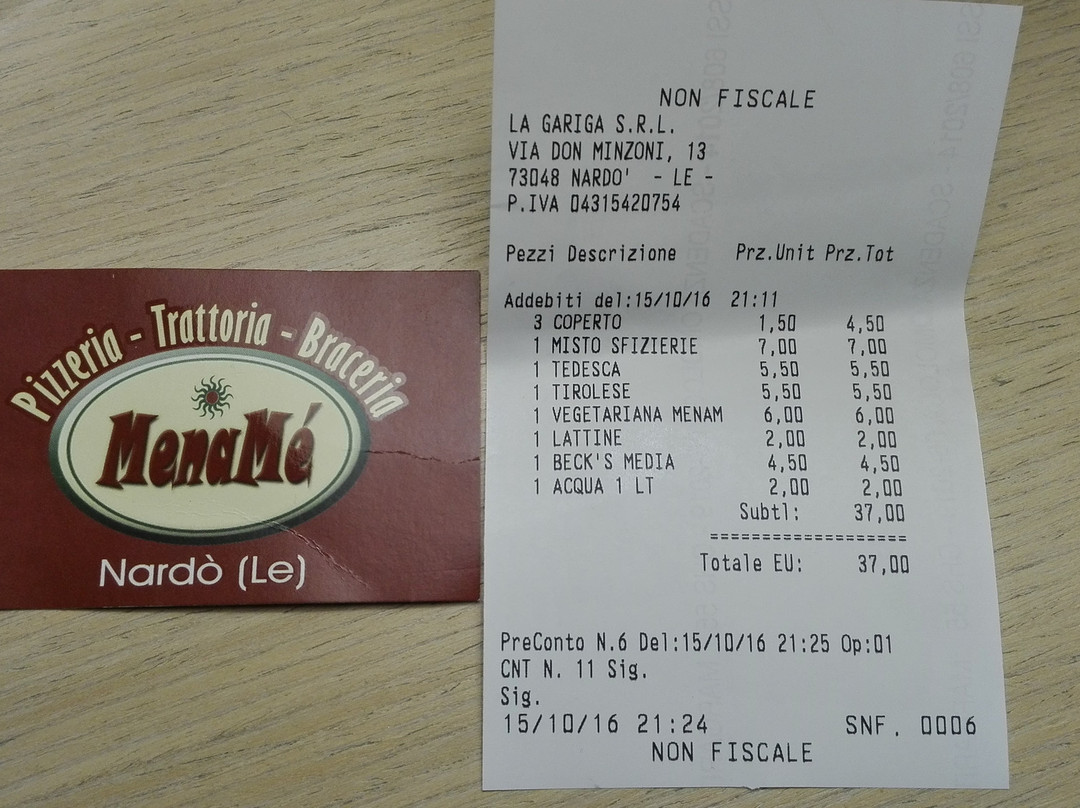 Pizzeria - Trattoria - Braceria
MenaMé
Nardò (Le)
NON FISCALE
LA GARIGA S.R.L.
VIA DON MINZONI, 13
73048 NARDO' - LE -
P.IVA 04315420754
Pezzi Descrizione Prz.Unit Prz.Tot
Addebiti del:15/10/16 21:11
3 COPERTO 1,50 4,50
1 MISTO SFIZIERIE 7,00 7,00
1 TEDESCA 5,50 5,50
1 TIROLESE 5,50 5,50
1 VEGETARIANA MENAM 6,00 6,00
1 LATTINE 2,00 2,00
1 BECK'S MEDIA 4,50 4,50
1 ACQUA 1 LT 2,00 2,00
Subtl: 37,00
===================
Totale EU: 37,00
PreConto N.6 Del:15/10/16 21:25 Op:01
CNT N. 11 Sig.
Sig.
15/10/16 21:24 SNF. 0006
NON FISCALE